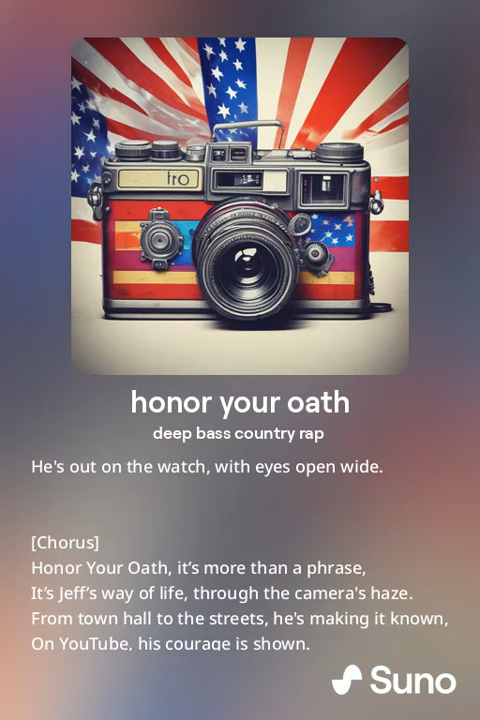 honor your oath
deep bass country rap
He's out on the watch, with eyes open wide.
[Chorus]
Honor Your Oath, it's more than a phrase,
It's Jeff's way of life, through the camera's haze.
From town hall to the streets, he's making it known,
On YouTube, his courage is shown.
Suno